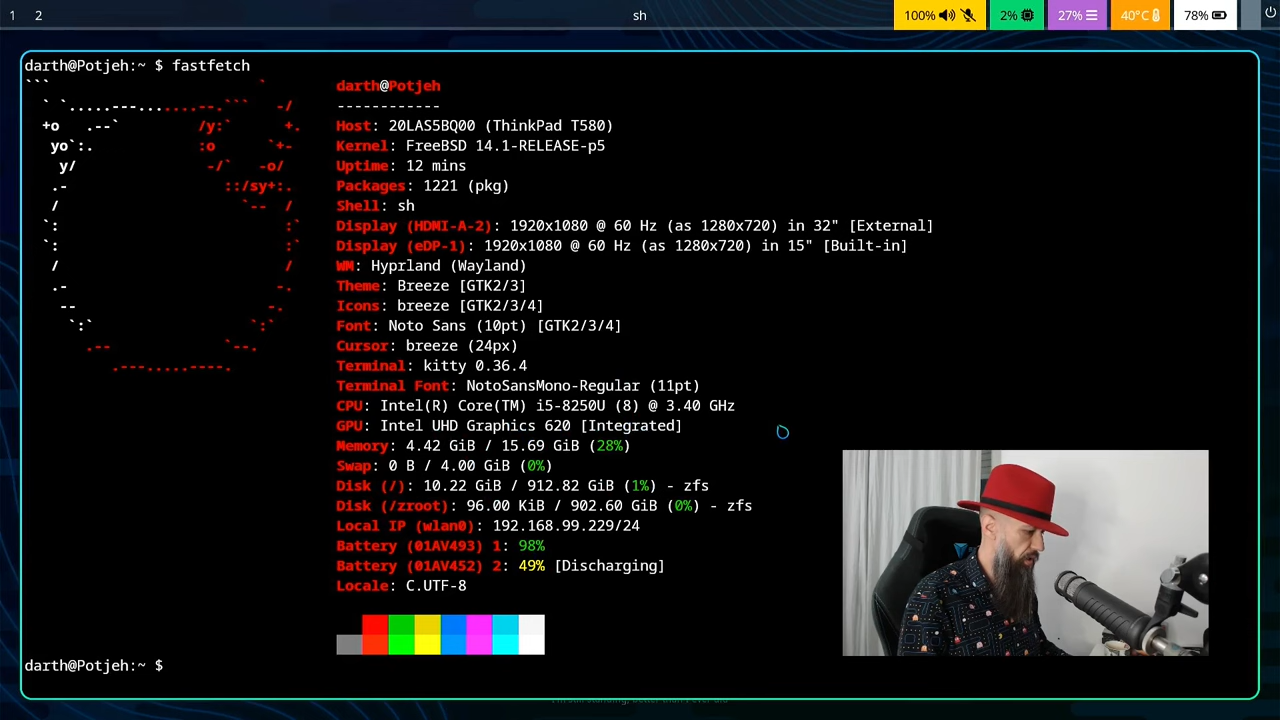 1 2 sh 100% 2% 27% 40°C 78%
darth@Potjeh:~ $ fastfetch
``` `                        darth@Potjeh
` `.....---.......--.``` -/ ------------
+o .--` /y:` +. Host: 20LAS5BQ00 (ThinkPad T580)
yo`:. :o `+- Kernel: FreeBSD 14.1-RELEASE-p5
y/ -/` -o/ Uptime: 12 mins
.- ::/sy+:. Packages: 1221 (pkg)
/ `-- / Shell: sh
`: :` Display (HDMI-A-2): 1920x1080 @ 60 Hz (as 1280x720) in 32" [External]
`: :` Display (eDP-1): 1920x1080 @ 60 Hz (as 1280x720) in 15" [Built-in]
/ / WM: Hyprland (Wayland)
.- -. Theme: Breeze [GTK2/3]
-- -. Icons: breeze [GTK2/3/4]
`:` `:` Font: Noto Sans (10pt) [GTK2/3/4]
.-- `--. Cursor: breeze (24px)
.---.....----. Terminal: kitty 0.36.4
Terminal Font: NotoSansMono-Regular (11pt)
CPU: Intel(R) Core(TM) i5-8250U (8) @ 3.40 GHz
GPU: Intel UHD Graphics 620 [Integrated]
Memory: 4.42 GiB / 15.69 GiB (28%)
Swap: 0 B / 4.00 GiB (0%)
Disk (/): 10.22 GiB / 912.82 GiB (1%) - zfs
Disk (/zroot): 96.00 KiB / 902.60 GiB (0%) - zfs
Local IP (wlan0): 192.168.99.229/24
Battery (01AV493) 1: 98%
Battery (01AV452) 2: 49% [Discharging]
Locale: C.UTF-8
darth@Potjeh:~ $